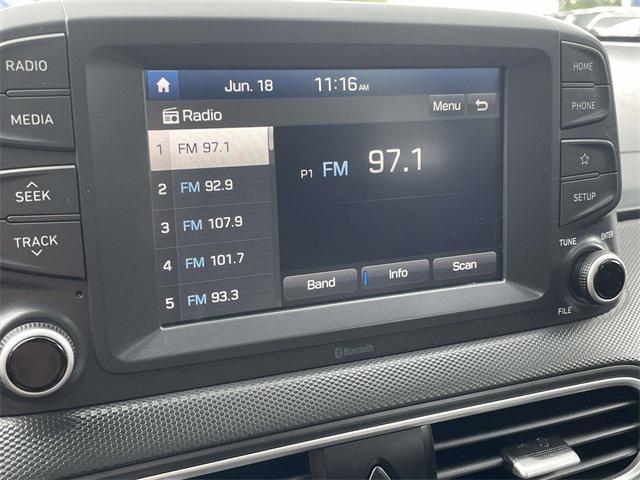 RADIO
MEDIA
SEEK
TRACK
Jun. 18 11:16 AM
Radio
Menu
1 FM 97.1
2 FM 92.9
3 FM 107.9
4 FM 101.7
5 FM 93.3
P1 FM 97.1
Band
Info
Scan
HOME
PHONE
SETUP
TUNE
ENTER
FILE
Bluetooth